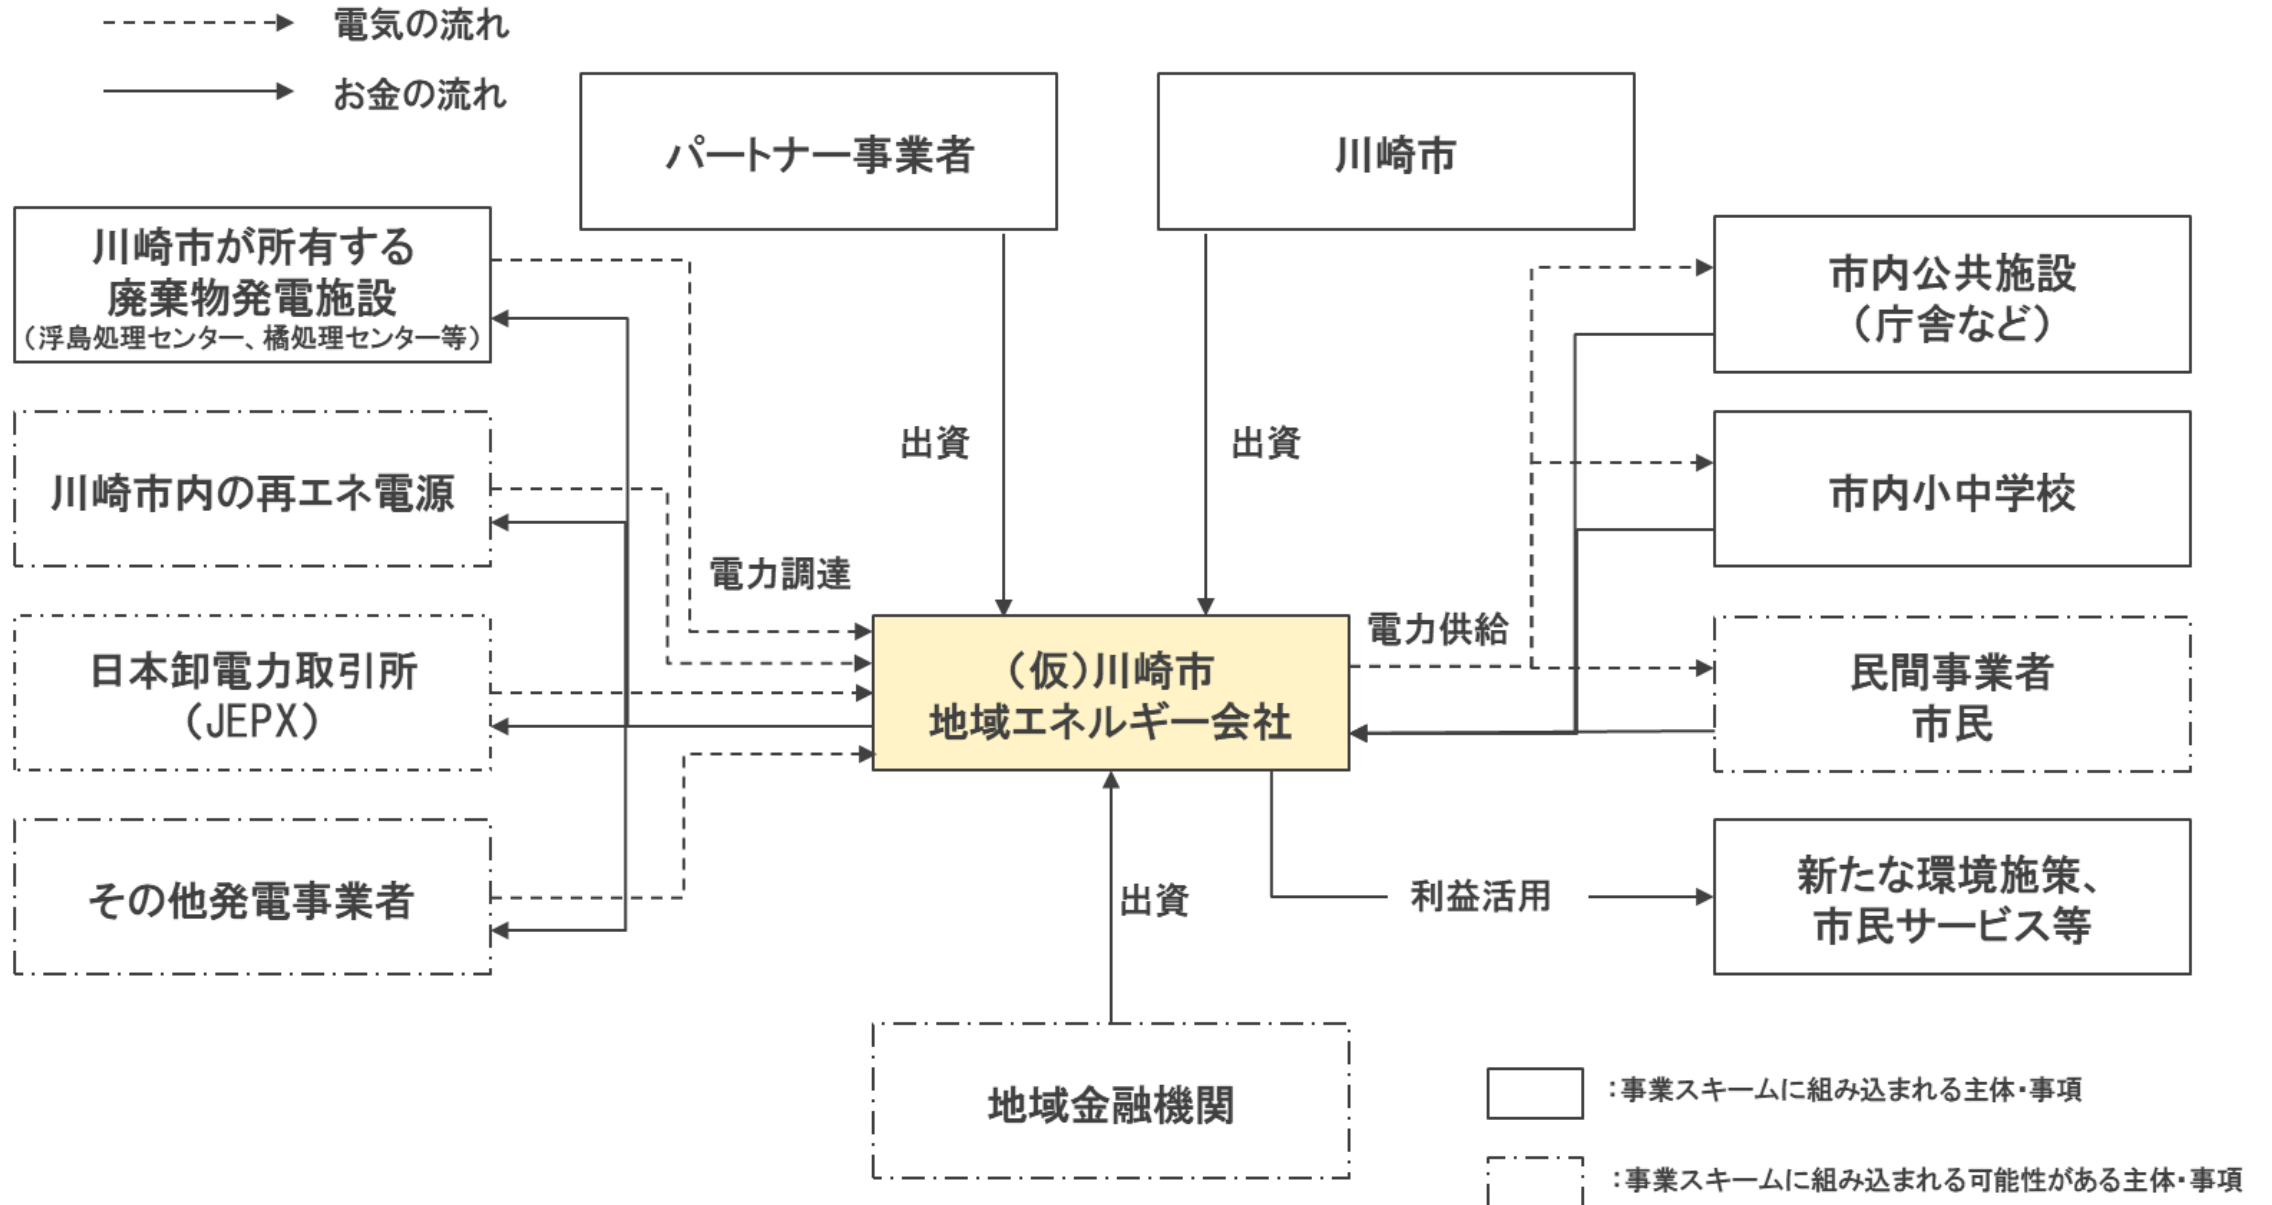 電気の流れ
お金の流れ
パートナー事業者
川崎市
川崎市が所有する
廃棄物発電施設
（浮島処理センター、橘処理センター等）
市内公共施設
（庁舎など）
川崎市内の再エネ電源
出資
出資
市内小中学校
電力調達
電力供給
日本卸電力取引所
（JEPX）
（仮）川崎市
地域エネルギー会社
民間事業者
市民
その他発電事業者
出資
利益活用
新たな環境施策、
市民サービス等
地域金融機関
：事業スキームに組み込まれる主体・事項
：事業スキームに組み込まれる可能性がある主体・事項